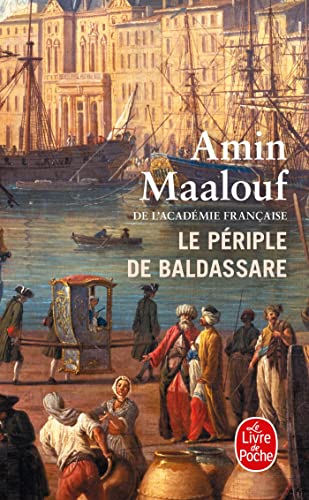 Amin
Maalouf
DE L'ACADÉMIE FRANÇAISE
LE PÉRIPLE
DE BALDASSARE
Le
Livre
de
Poche